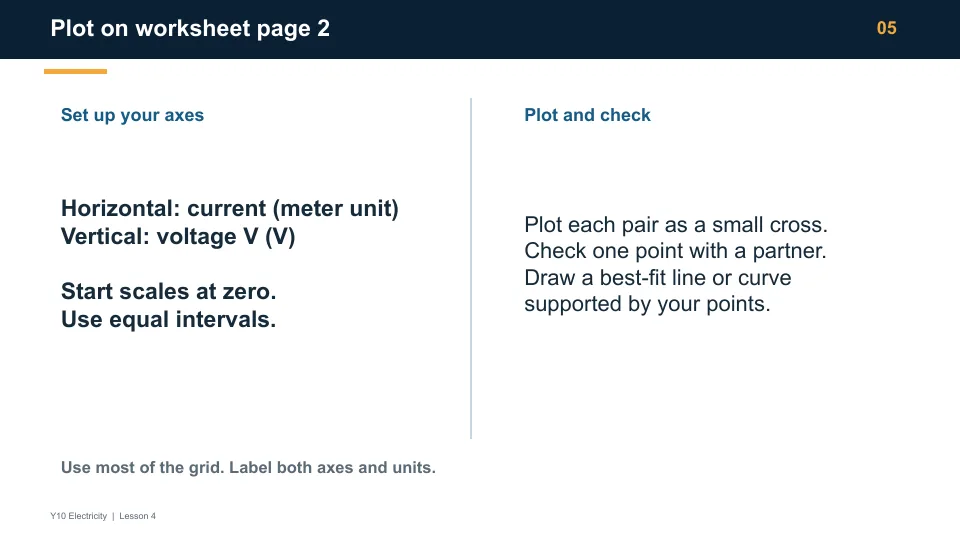 Plot on worksheet page 2
05
Set up your axes
Horizontal: current (meter unit)
Vertical: voltage V (V)
Start scales at zero.
Use equal intervals.
Plot and check
Plot each pair as a small cross.
Check one point with a partner.
Draw a best-fit line or curve
supported by your points.
Use most of the grid. Label both axes and units.
Y10 Electricity | Lesson 4